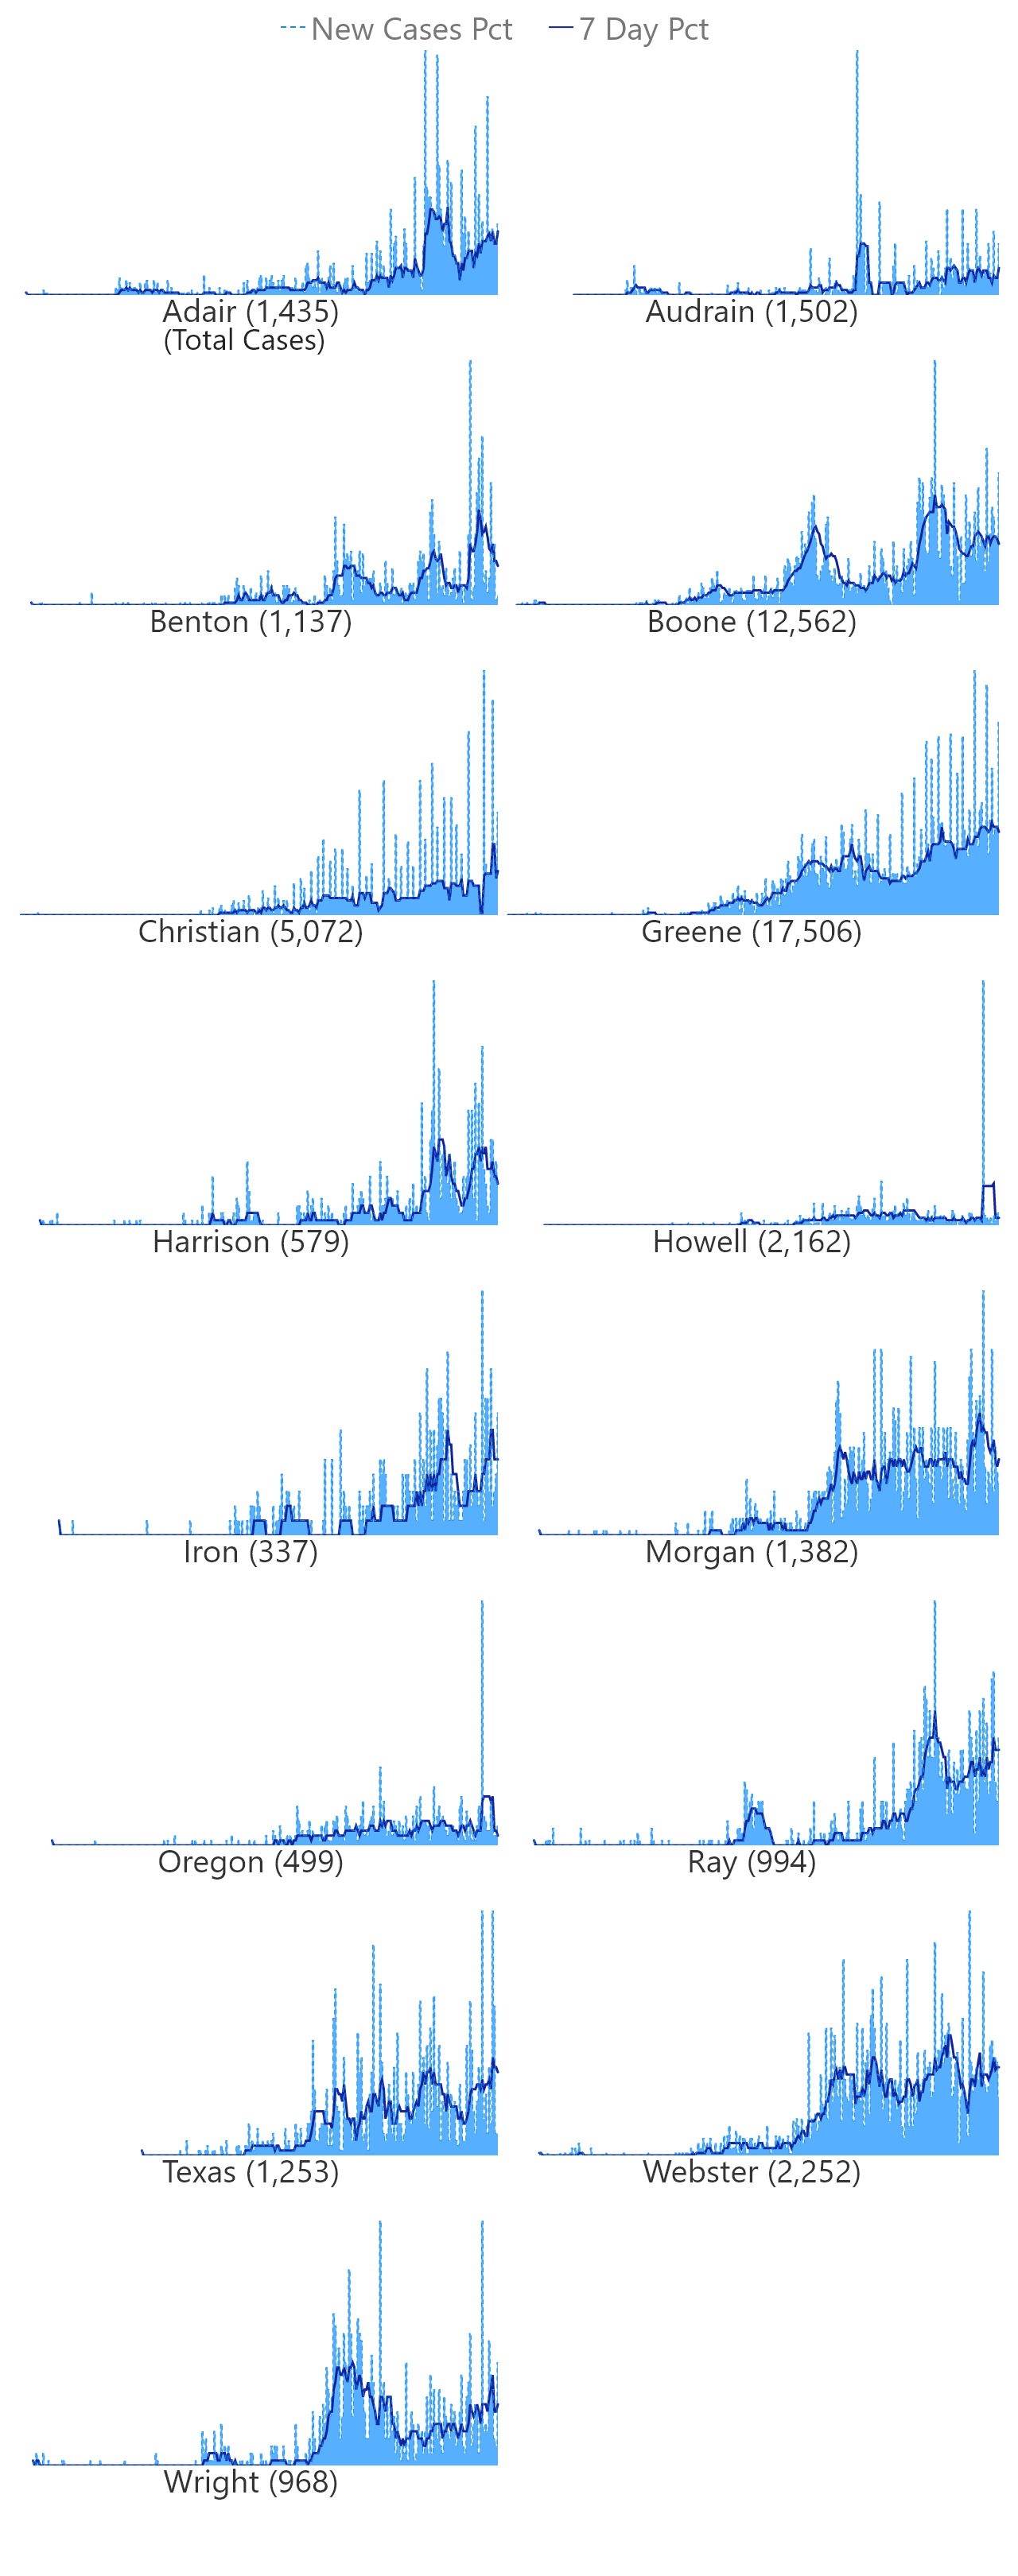 New Cases Pct 7 Day Pct
Adair (1,435) Audrain (1,502)
(Total Cases)
Benton (1,137) Boone (12,562)
Christian (5,072) Greene (17,506)
Harrison (579) Howell (2,162)
Iron (337) Morgan (1,382)
Oregon (499) Ray (994)
Texas (1,253) Webster (2,252)
Wright (968)